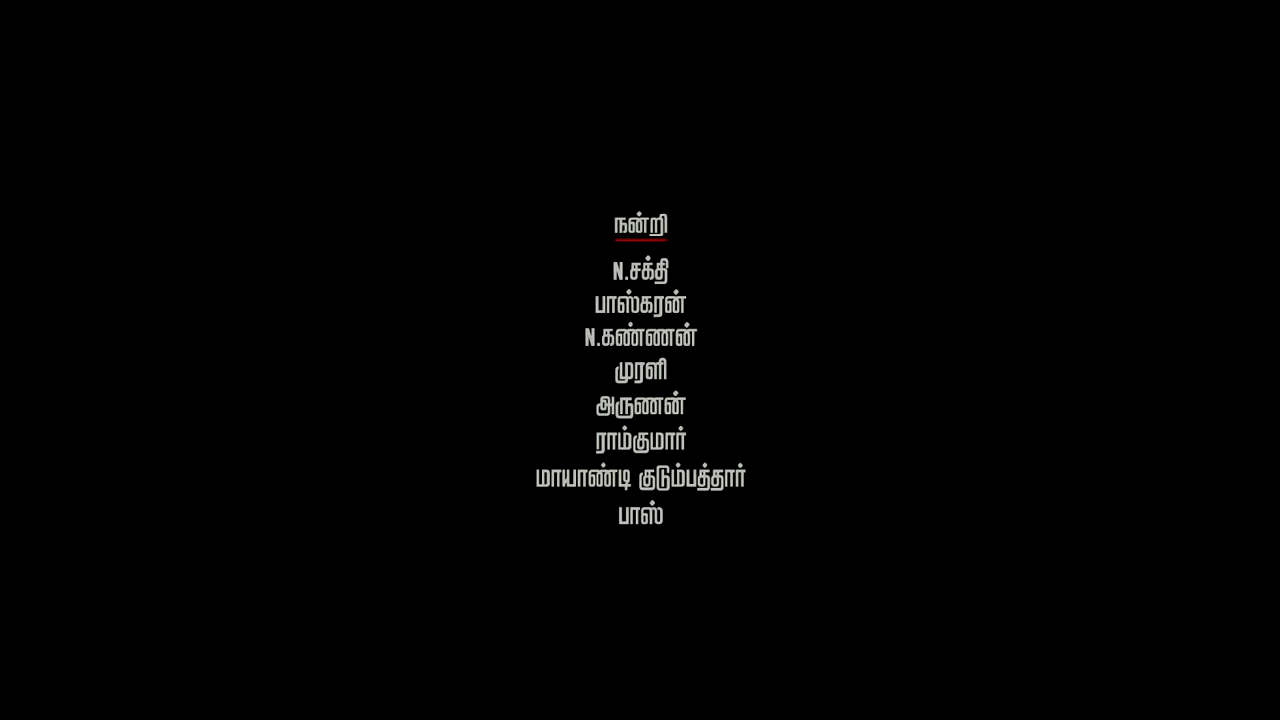 நன்றி
N.சக்தி
பாஸ்கரன்
N.கண்ணன்
முரளி
அருணன்
ராம்குமார்
மாயாண்டி குடும்பத்தார்
பாஸ்